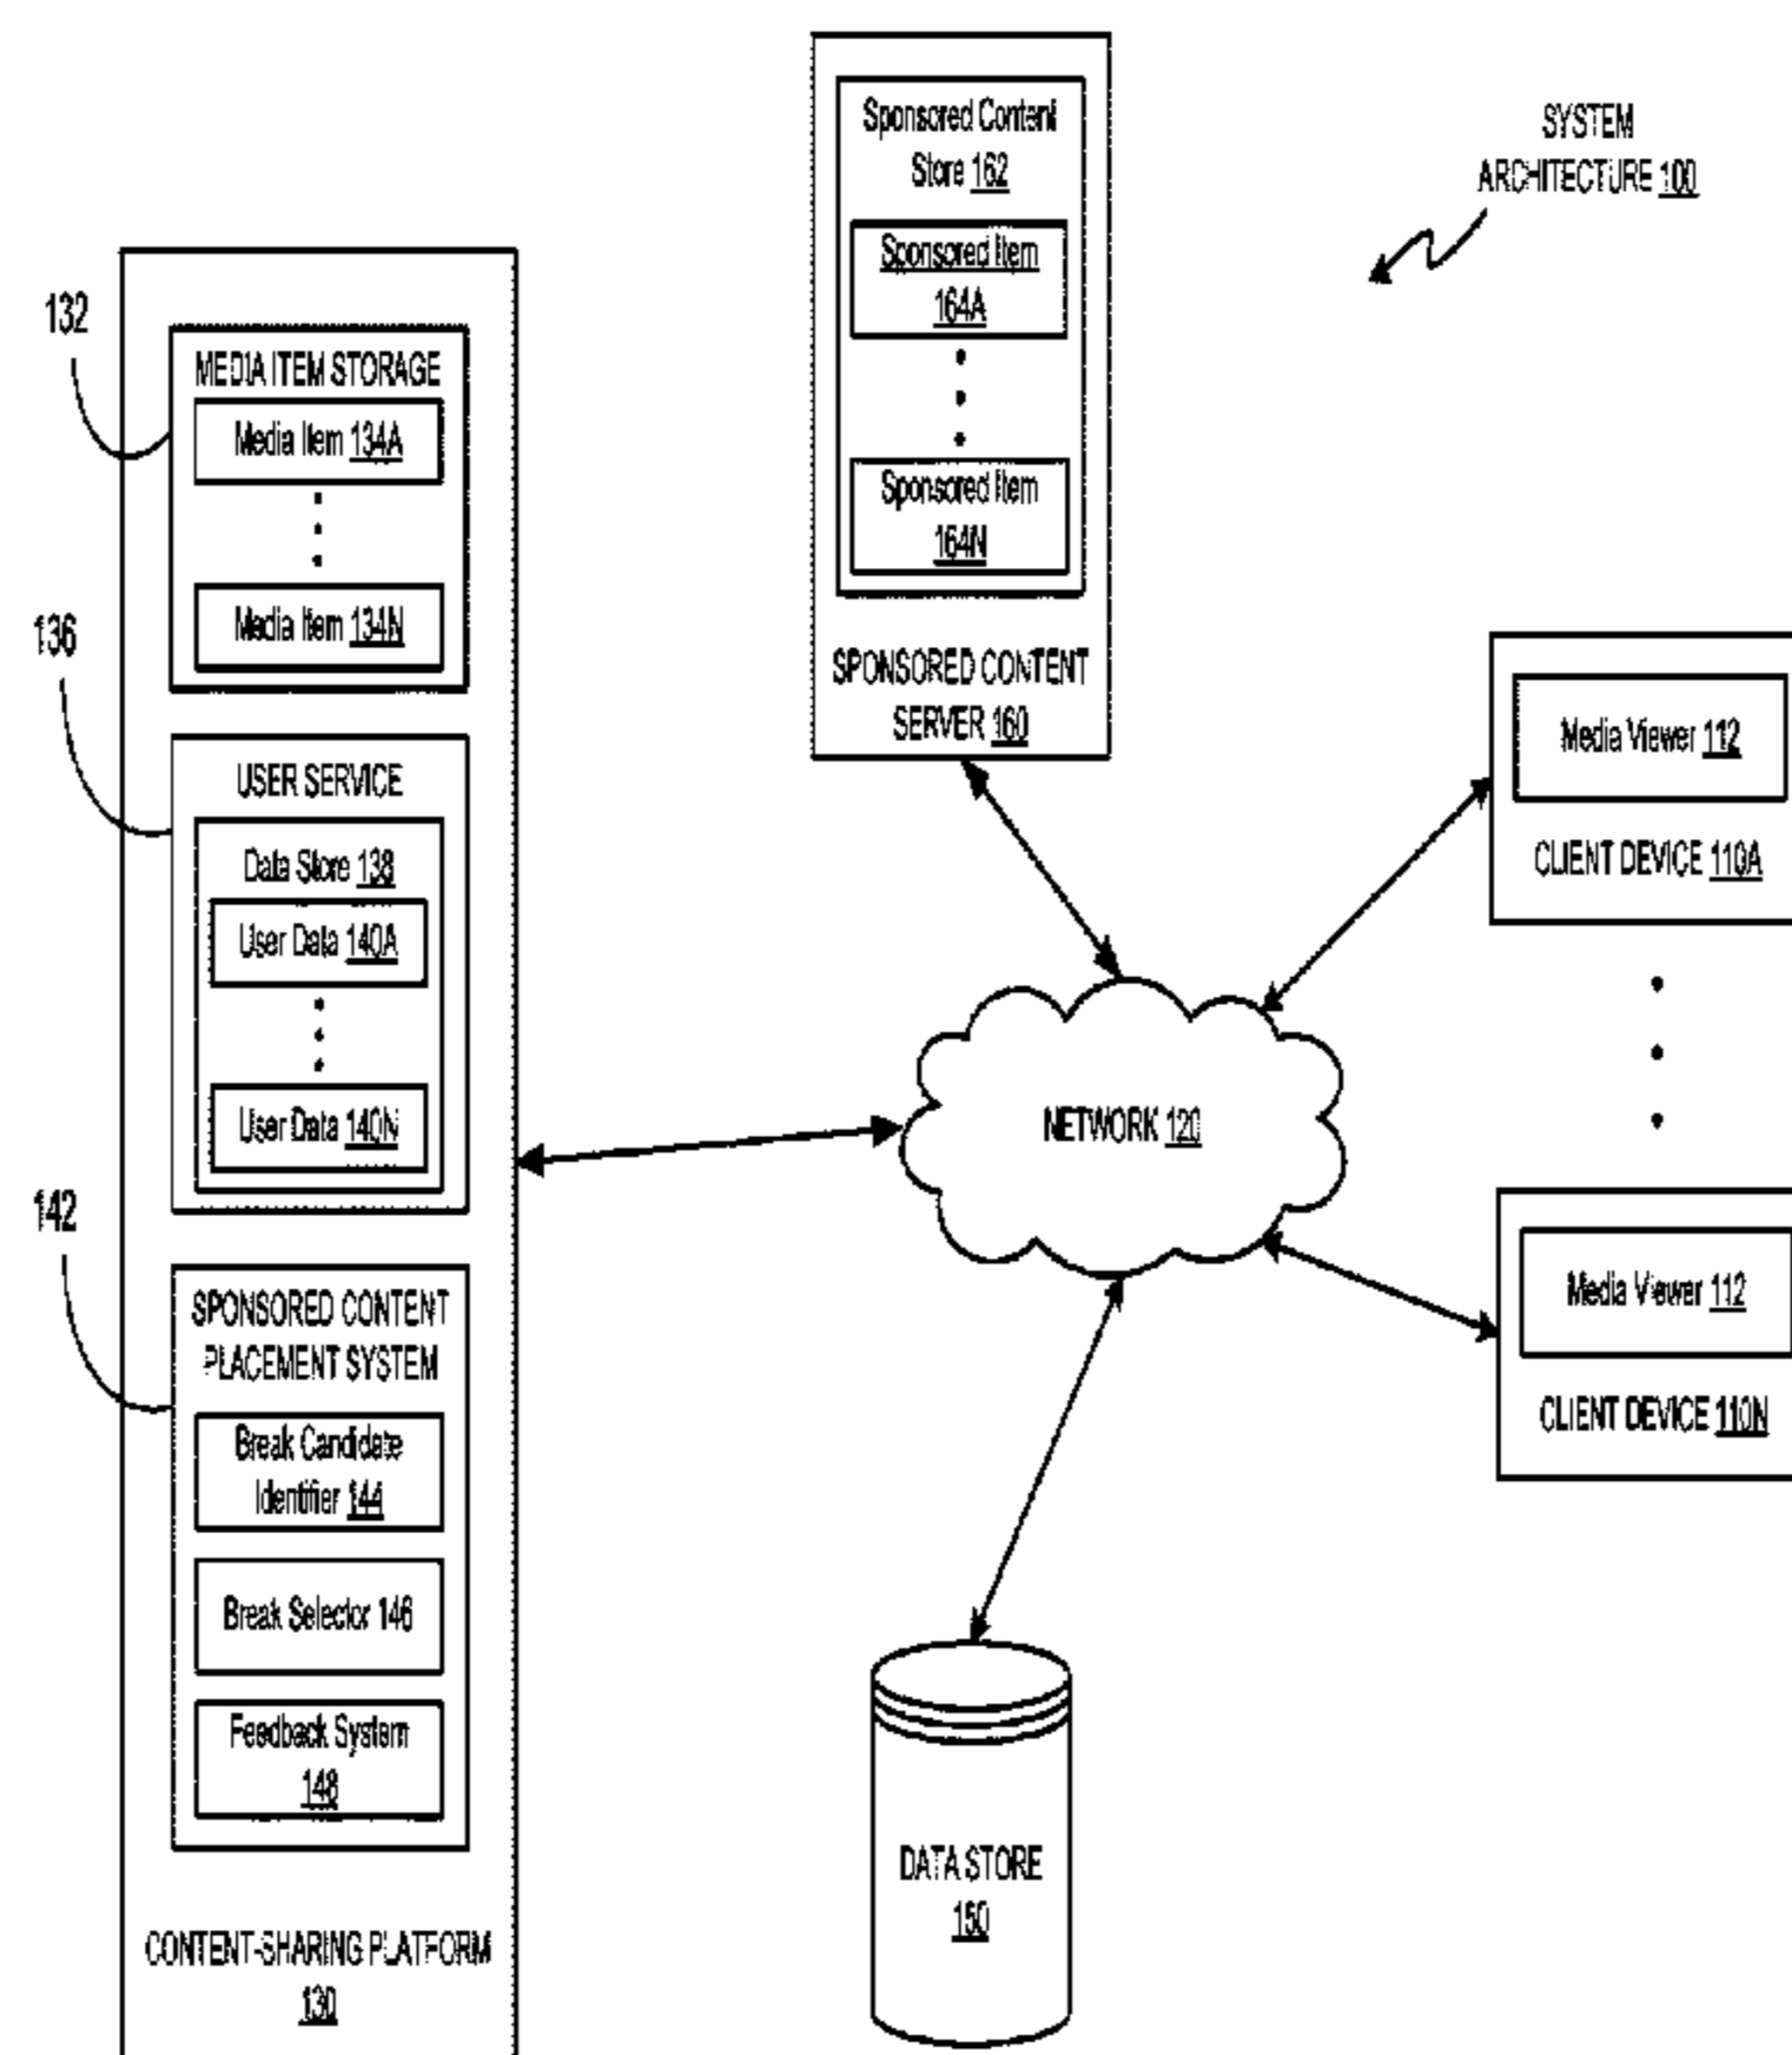 SYSTEM
ARCHITECTURE 100
132
MEDIA ITEM STORAGE
Media Item 134A
Media Item 134N
136
USER SERVICE
Data Store 138
User Data 140A
User Data 140N
142
SPONSORED CONTENT
PLACEMENT SYSTEM
Break Candidate
Identifier 144
Break Selector 146
Feedback System
148
CONTENT-SHARING PLATFORM
130
Sponsored Content
Store 162
Sponsored Item
164A
Sponsored Item
164N
SPONSORED CONTENT
SERVER 160
NETWORK 120
DATA STORE
150
Media Viewer 112
CLIENT DEVICE 110A
Media Viewer 112
CLIENT DEVICE 110N